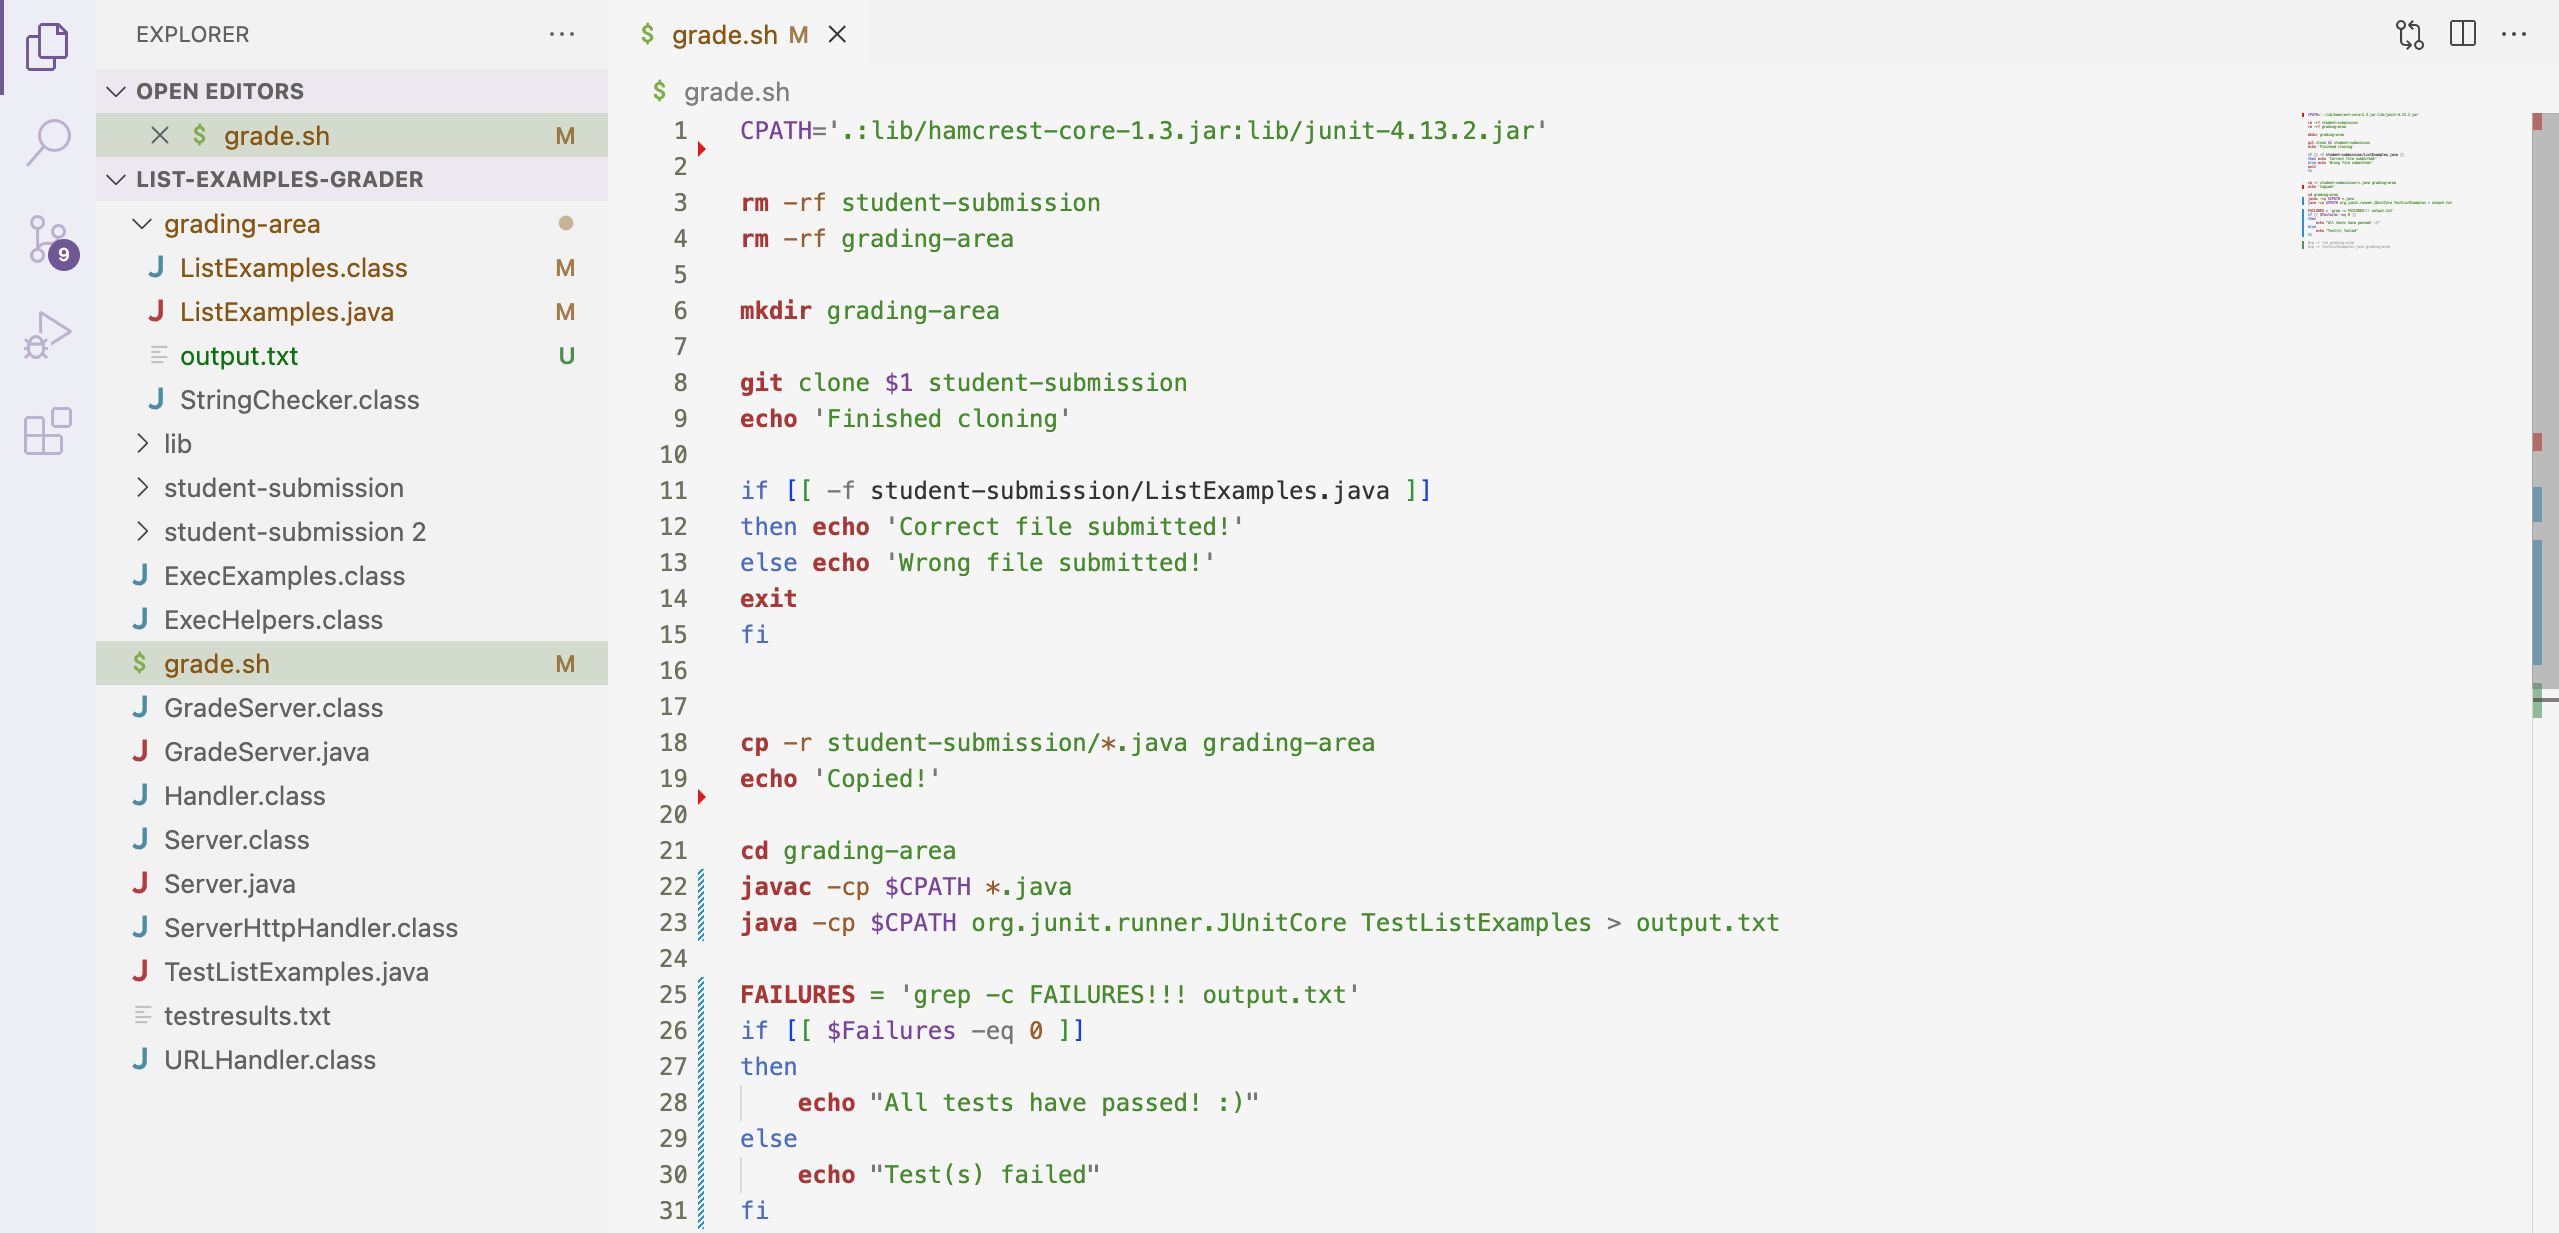 EXPLORER
OPEN EDITORS
$ grade.sh M
LIST-EXAMPLES-GRADER
grading-area
J ListExamples.class M
J ListExamples.java M
output.txt U
J StringChecker.class
lib
student-submission
student-submission 2
J ExecExamples.class
J ExecHelpers.class
$ grade.sh M
J GradeServer.class
J GradeServer.java
J Handler.class
J Server.class
J Server.java
J ServerHttpHandler.class
J TestListExamples.java
testresults.txt
J URLHandler.class
9
$ grade.sh M
$ grade.sh
1 CPATH='.:lib/hamcrest-core-1.3.jar:lib/junit-4.13.2.jar'
2
3 rm -rf student-submission
4 rm -rf grading-area
5
6 mkdir grading-area
7
8 git clone $1 student-submission
9 echo 'Finished cloning'
10
11 if [[ -f student-submission/ListExamples.java ]]
12 then echo 'Correct file submitted!'
13 else echo 'Wrong file submitted!'
14 exit
15 fi
16
17
18 cp -r student-submission/*.java grading-area
19 echo 'Copied!'
20
21 cd grading-area
22 javac -cp $CPATH *.java
23 java -cp $CPATH org.junit.runner.JUnitCore TestListExamples > output.txt
24
25 FAILURES = 'grep -c FAILURES!!! output.txt'
26 if [[ $Failures -eq 0 ]]
27 then
28 echo "All tests have passed! :)"
29 else
30 echo "Test(s) failed"
31 fi